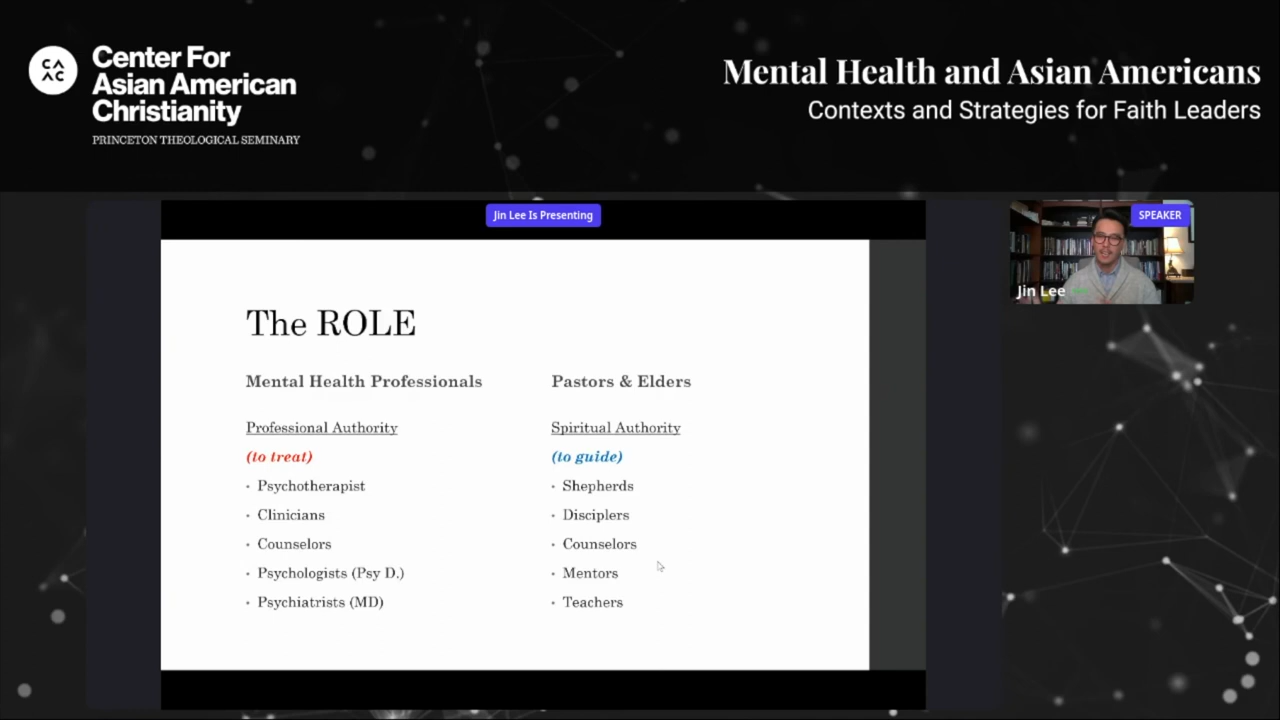 CA
AC
Center For
Asian American
Christianity
PRINCETON THEOLOGICAL SEMINARY
Mental Health and Asian Americans
Contexts and Strategies for Faith Leaders
Jin Lee Is Presenting
SPEAKER
Jin Lee
The ROLE
Mental Health Professionals
Professional Authority
(to treat)
• Psychotherapist
• Clinicians
• Counselors
• Psychologists (Psy D.)
• Psychiatrists (MD)
Pastors & Elders
Spiritual Authority
(to guide)
• Shepherds
• Disciplers
• Counselors
• Mentors
• Teachers